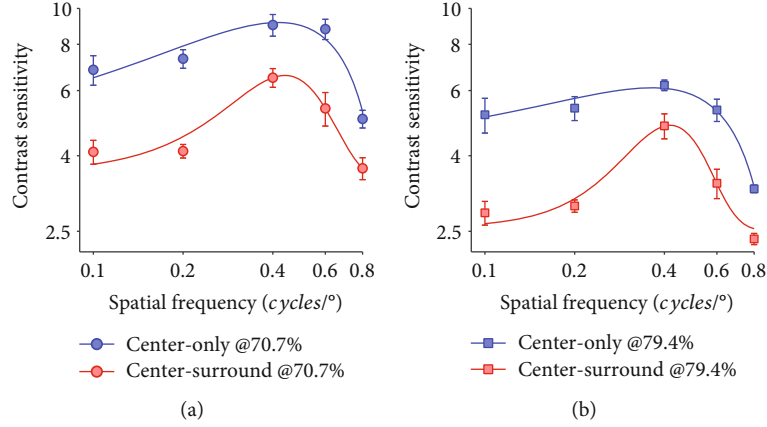 10
8
6
4
2.5
Contrast sensitivity
0.1 0.2 0.4 0.6 0.8
Spatial frequency (cycles/°)
Center-only @70.7%
Center-surround @70.7%
(a)
10
8
6
4
2.5
Contrast sensitivity
0.1 0.2 0.4 0.6 0.8
Spatial frequency (cycles/°)
Center-only @79.4%
Center-surround @79.4%
(b)